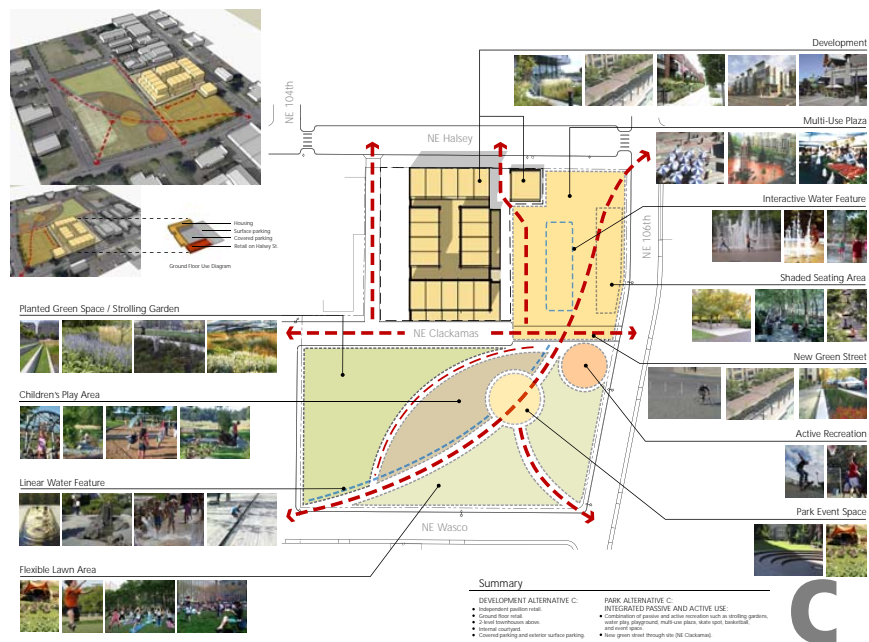 Development
NE 104th
Multi-Use Plaza
NE Halsey
Interactive Water Feature
NE 106th
Housing
Surface parking
Covered parking
Retail on Halsey St.
Ground Floor Use Diagram
Shaded Seating Area
Planted Green Space / Strolling Garden
NE Clackamas
New Green Street
Children's Play Area
Active Recreation
Linear Water Feature
Park Event Space
NE Wasco
Flexible Lawn Area
Summary
DEVELOPMENT ALTERNATIVE C:
● Independent pavilion retail.
● Ground floor retail.
● 2-level townhouses above.
● Internal courtyard.
● Covered parking and exterior surface parking.
PARK ALTERNATIVE C:
INTEGRATED PASSIVE AND ACTIVE USE:
● Combination of passive and active recreation such as strolling gardens,
water play, playground, multi-use plaza, skate spot, basketball,
and event space.
● New green street through site (NE Clackamas).
C